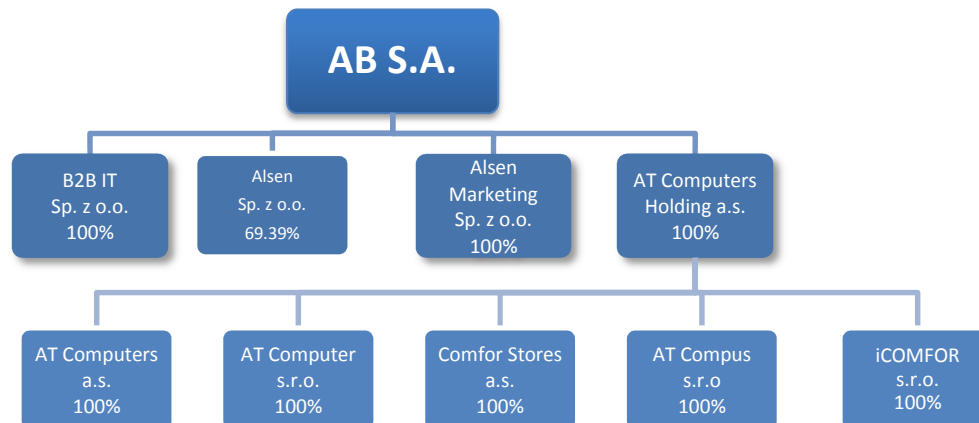 AB S.A.
B2B IT
Sp. z o.o.
100%
Alsen
Sp. z o.o.
69.39%
Alsen
Marketing
Sp. z o.o.
100%
AT Computers
Holding a.s.
100%
AT Computers
a.s.
100%
AT Computer
s.r.o.
100%
Comfor Stores
a.s.
100%
AT Compus
s.r.o
100%
iCOMFOR
s.r.o.
100%